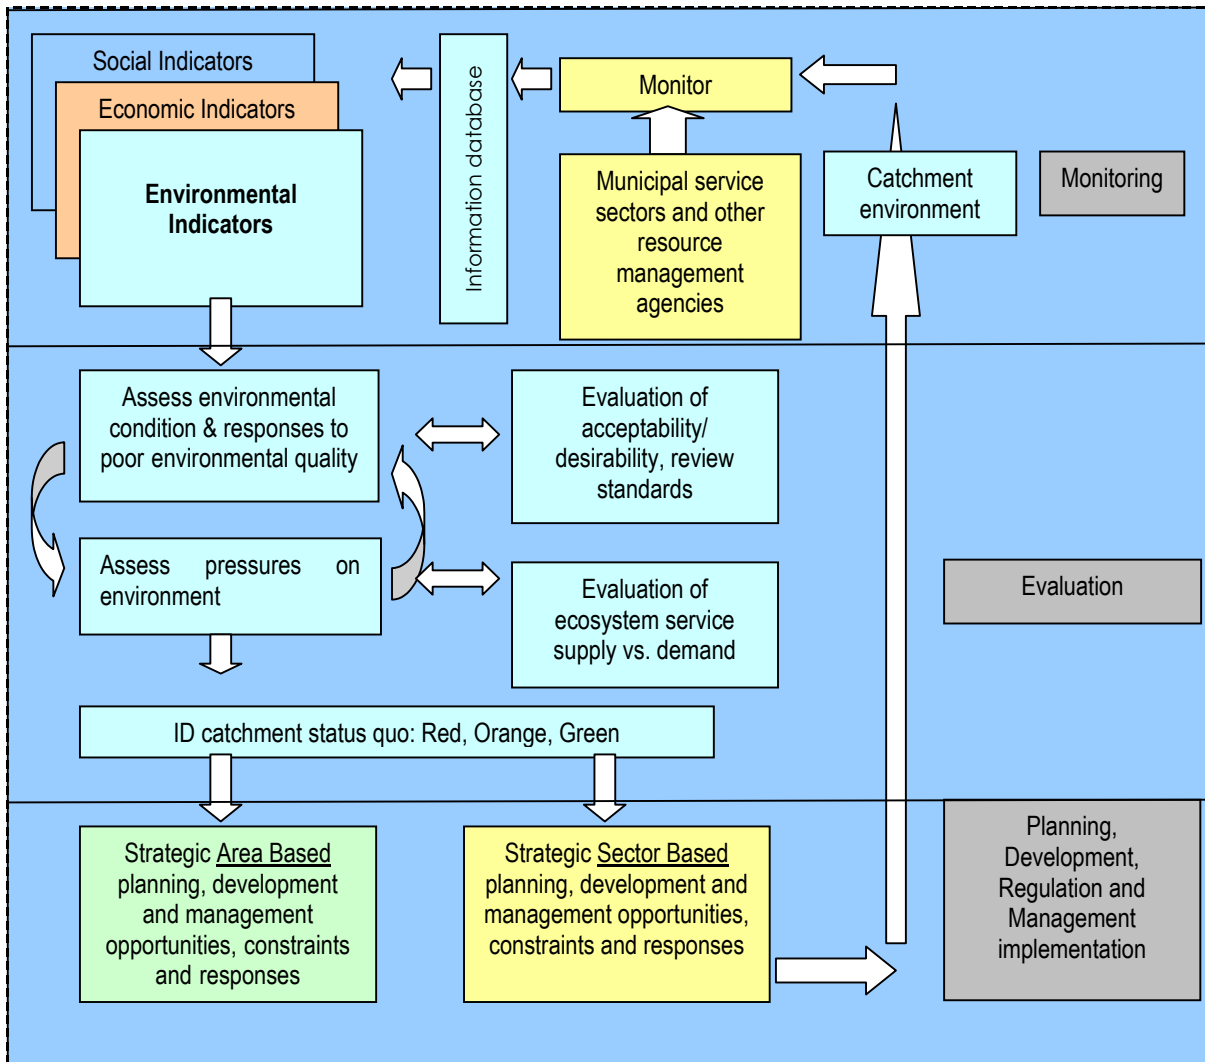 Social Indicators
Economic Indicators
Environmental
Indicators
Information database
Monitor
Municipal service
sectors and other
resource
management
agencies
Catchment
environment
Monitoring
Assess environmental
condition & responses to
poor environmental quality
Evaluation of
acceptability/
desirability, review
standards
Assess pressures on
environment
Evaluation of
ecosystem service
supply vs. demand
Evaluation
ID catchment status quo: Red, Orange, Green
Strategic Area Based
planning, development
and management
opportunities, constraints
and responses
Strategic Sector Based
planning, development and
management opportunities,
constraints and responses
Planning,
Development,
Regulation and
Management
implementation